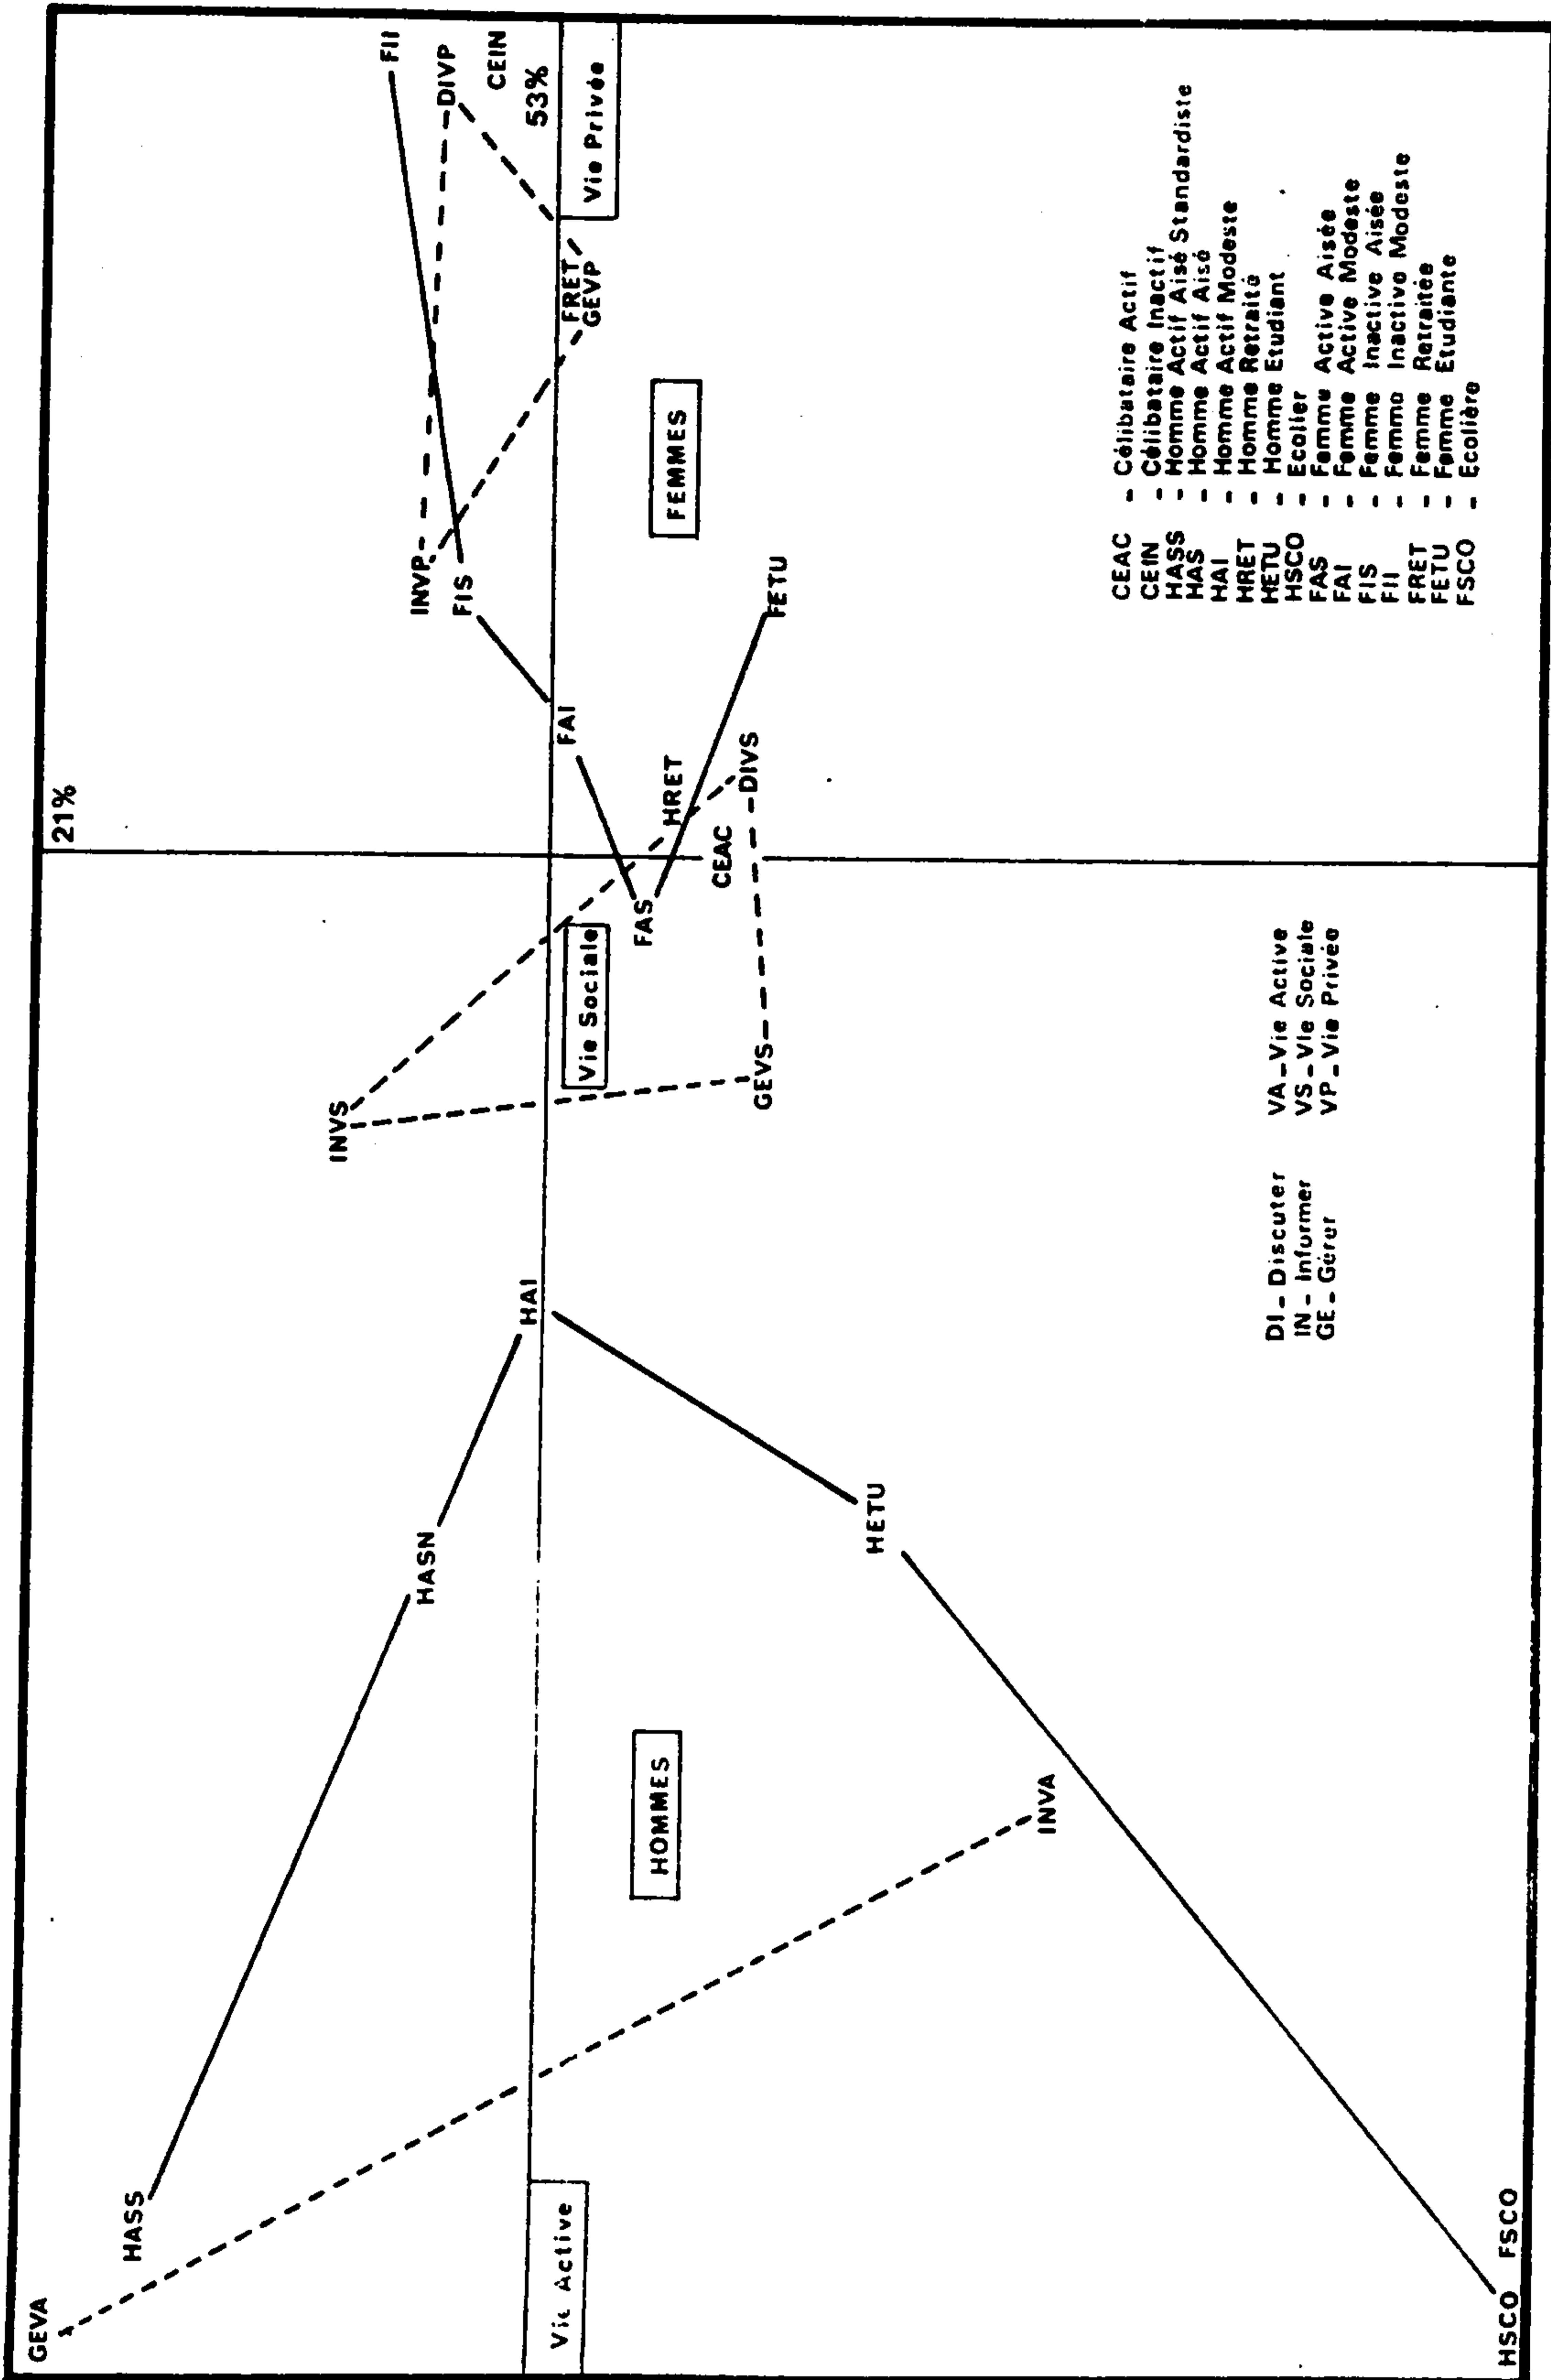 21%
GEVA
HASS
HASN
HAI
INVS
INVP
FIS
FII
DIVP
CEIN
53%
Vie Active
Vie Sociale
Vie Privée
FAI
FRET
GEVP
FAS
HRET
CEAC
DIVS
GEVS
FETU
HOMMES
FEMMES
HETU
INVA
HSCO FSCO
DI - Discuter
IN - Informer
GE - Gérer
VA - Vie Active
VS - Vie Sociale
VP - Vie Privée
CEAC - Célibataire Actif
CEIN - Célibataire Inactif
HASS - Homme Actif Aisé Standardiste
HAS - Homme Actif Aisé
HAI - Homme Actif Modeste
HRET - Homme Retraité
HETU - Homme Etudiant
HSCO - Ecolier
FAS - Femme Active Aisée
FAI - Femme Active Modeste
FIS - Femme Inactive Aisée
FII - Femme Inactive Modeste
FRET - Femme Retraitée
FETU - Femme Etudiante
FSCO - Ecolière